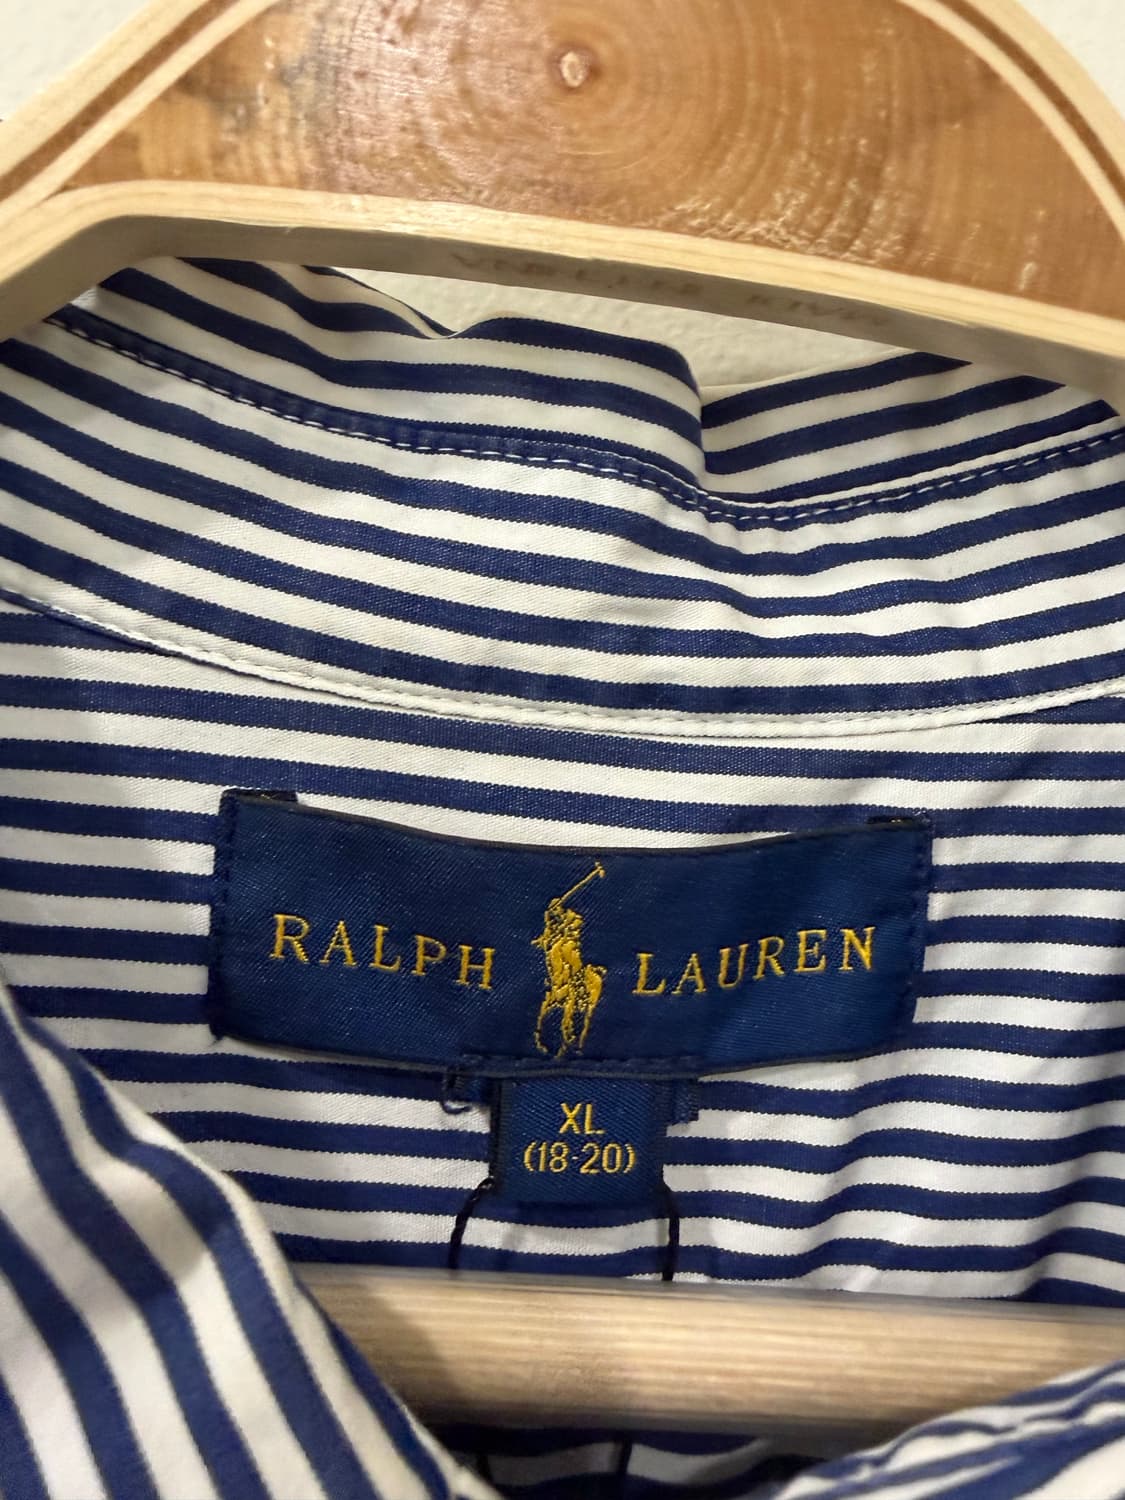 RALPH LAUREN
XL
(18-20)